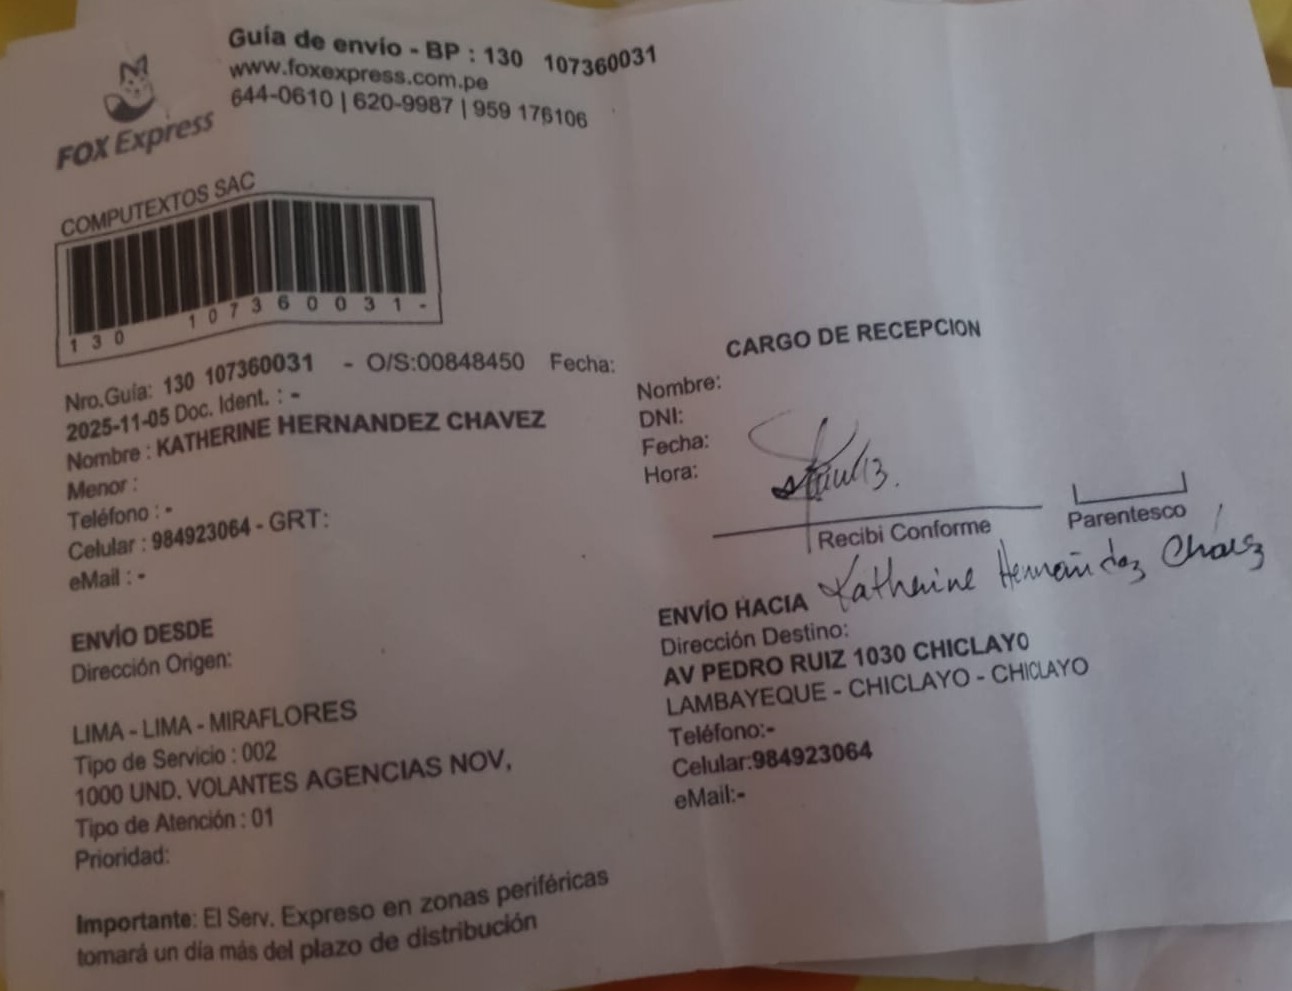 Guía de envío - BP : 130 107360031
www.foxexpress.com.pe
644-0610 | 620-9987 | 959 176106
FOX Express
COMPUTEXTOS SAC
130 107360031-
Nro.Guía: 130 107360031 - O/S:00848450 Fecha:
2025-11-05 Doc. Ident. : -
Nombre : KATHERINE HERNANDEZ CHAVEZ
Menor :
Teléfono : -
Celular : 984923064 - GRT:
eMail : -
ENVÍO DESDE
Dirección Origen:
LIMA - LIMA - MIRAFLORES
Tipo de Servicio : 002
1000 UND. VOLANTES AGENCIAS NOV,
Tipo de Atención : 01
Prioridad:
Importante: El Serv. Expreso en zonas periféricas
tomará un día más del plazo de distribución
CARGO DE RECEPCION
Nombre:
DNI:
Fecha:
Hora:
Recibi Conforme
Parentesco
Katherine Hernández Chávez
ENVÍO HACIA
Dirección Destino:
AV PEDRO RUIZ 1030 CHICLAYO
LAMBAYEQUE - CHICLAYO - CHICLAYO
Teléfono:-
Celular:984923064
eMail:-